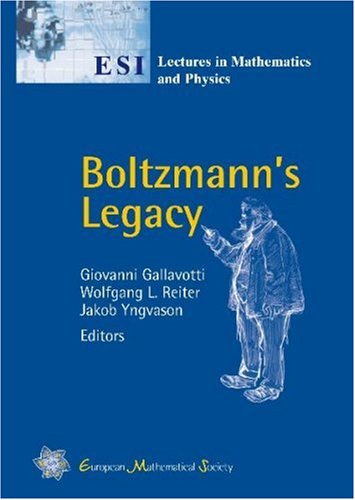 ESI Lectures in Mathematics
and Physics
Boltzmann's
Legacy
Giovanni Gallavotti
Wolfgang L. Reiter
Jakob Yngvason
Editors
European Mathematical Society